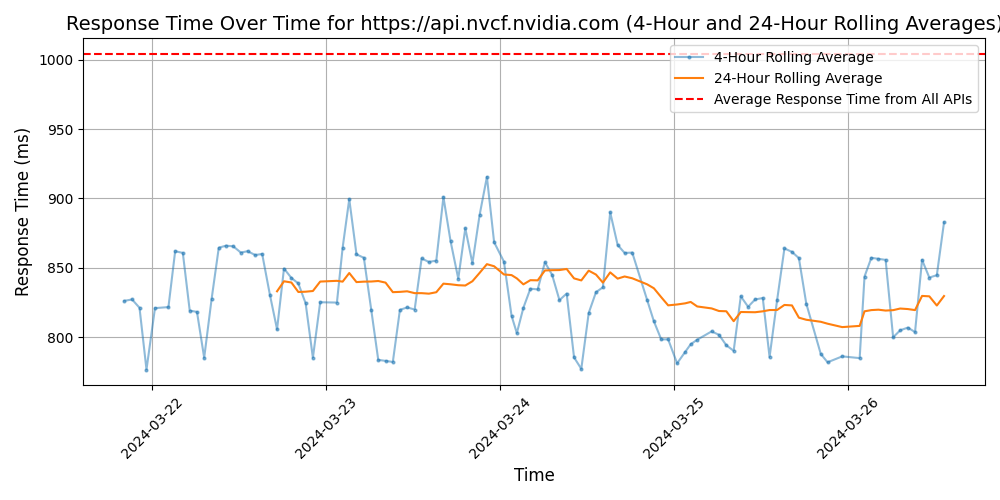 Response Time Over Time for https://api.nvcf.nvidia.com (4-Hour and 24-Hour Rolling Averages)
4-Hour Rolling Average
24-Hour Rolling Average
Average Response Time from All APIs
Response Time (ms)
1000
950
900
850
800
2024-03-22
2024-03-23
2024-03-24
2024-03-25
2024-03-26
Time